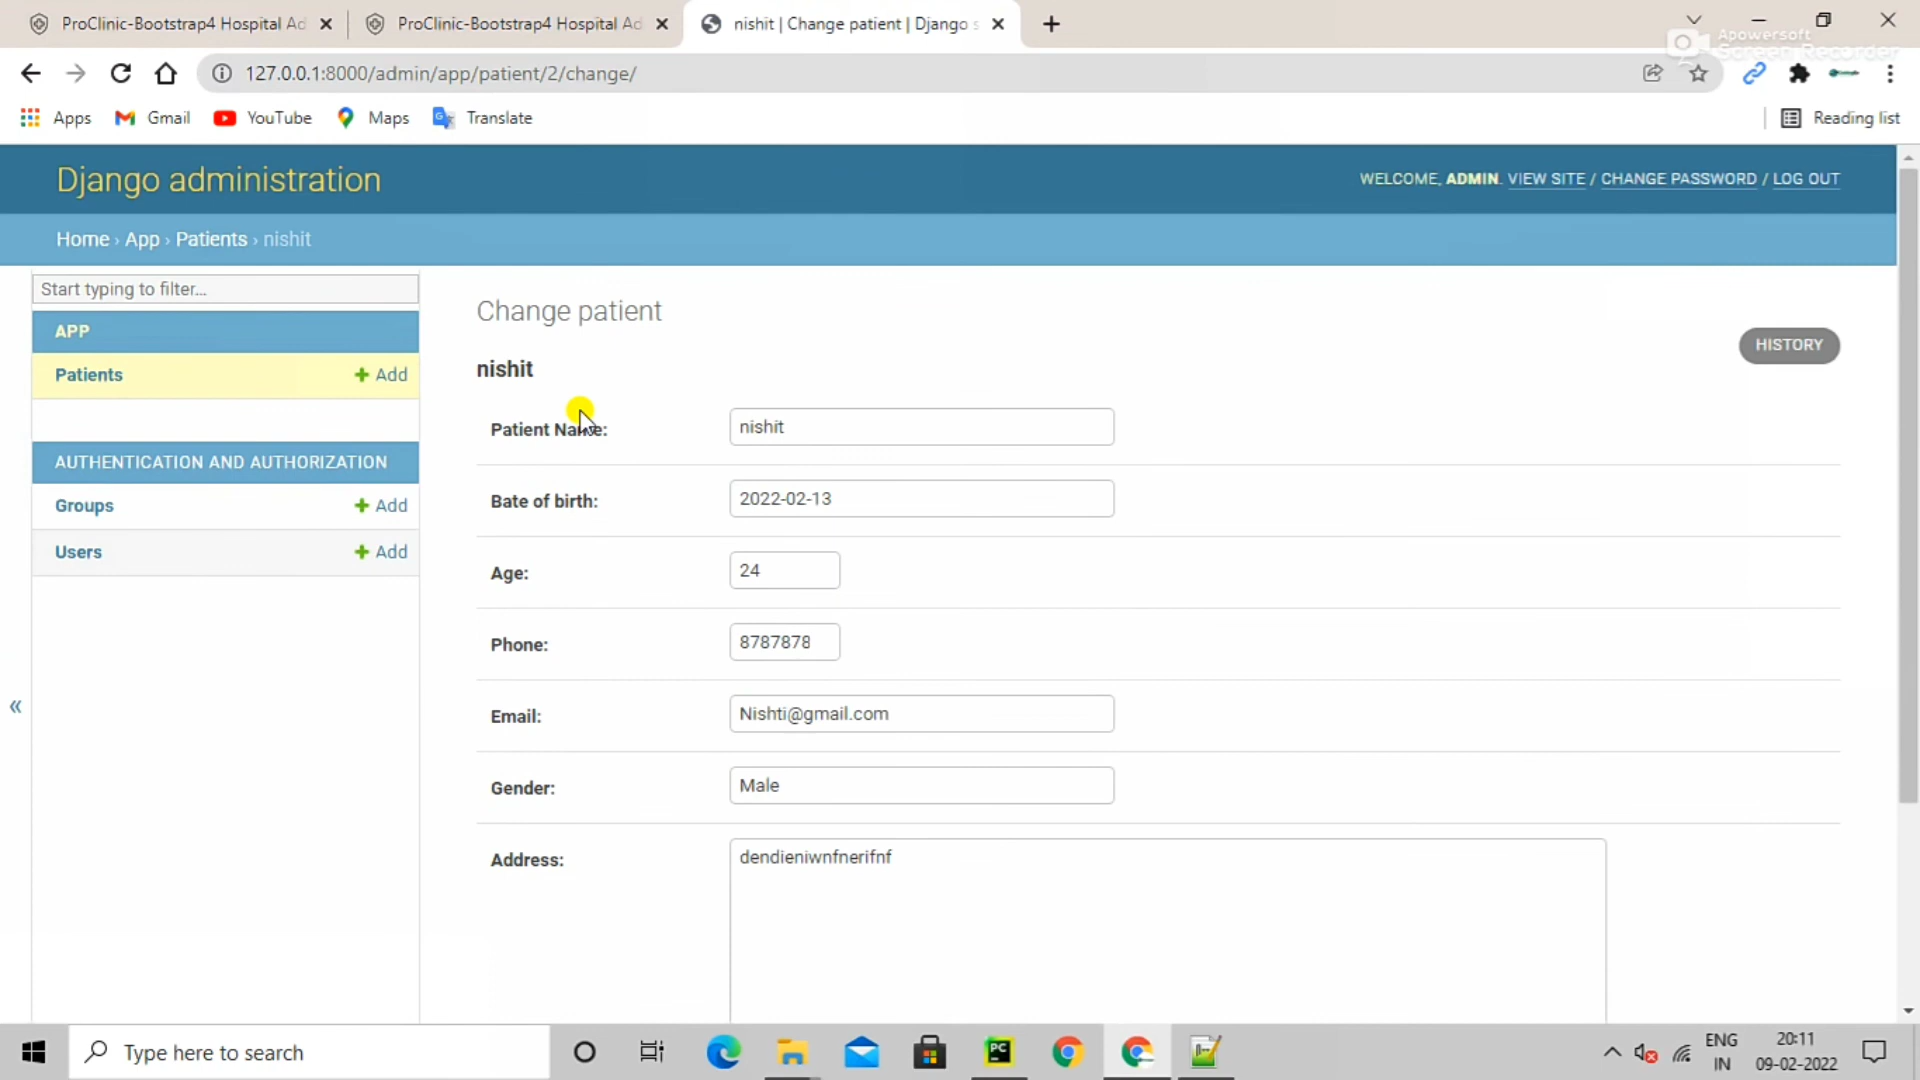 ProClinic-Bootstrap4 Hospital Ad
ProClinic-Bootstrap4 Hospital Ad
nishit | Change patient | Django s
Apowersoft
Screen Recorder
127.0.0.1:8000/admin/app/patient/2/change/
Apps
Gmail
YouTube
Maps
Translate
Reading list
Django administration
WELCOME, ADMIN. VIEW SITE / CHANGE PASSWORD / LOG OUT
Home › App › Patients › nishit
Start typing to filter...
APP
Patients
+ Add
AUTHENTICATION AND AUTHORIZATION
Groups
+ Add
Users
+ Add
«
Change patient
HISTORY
nishit
Patient Name: nishit
Bate of birth: 2022-02-13
Age: 24
Phone: 8787878
Email: Nishti@gmail.com
Gender: Male
Address: dendieniwnfnerifnf
Type here to search
PC
ENG
IN
20:11
09-02-2022